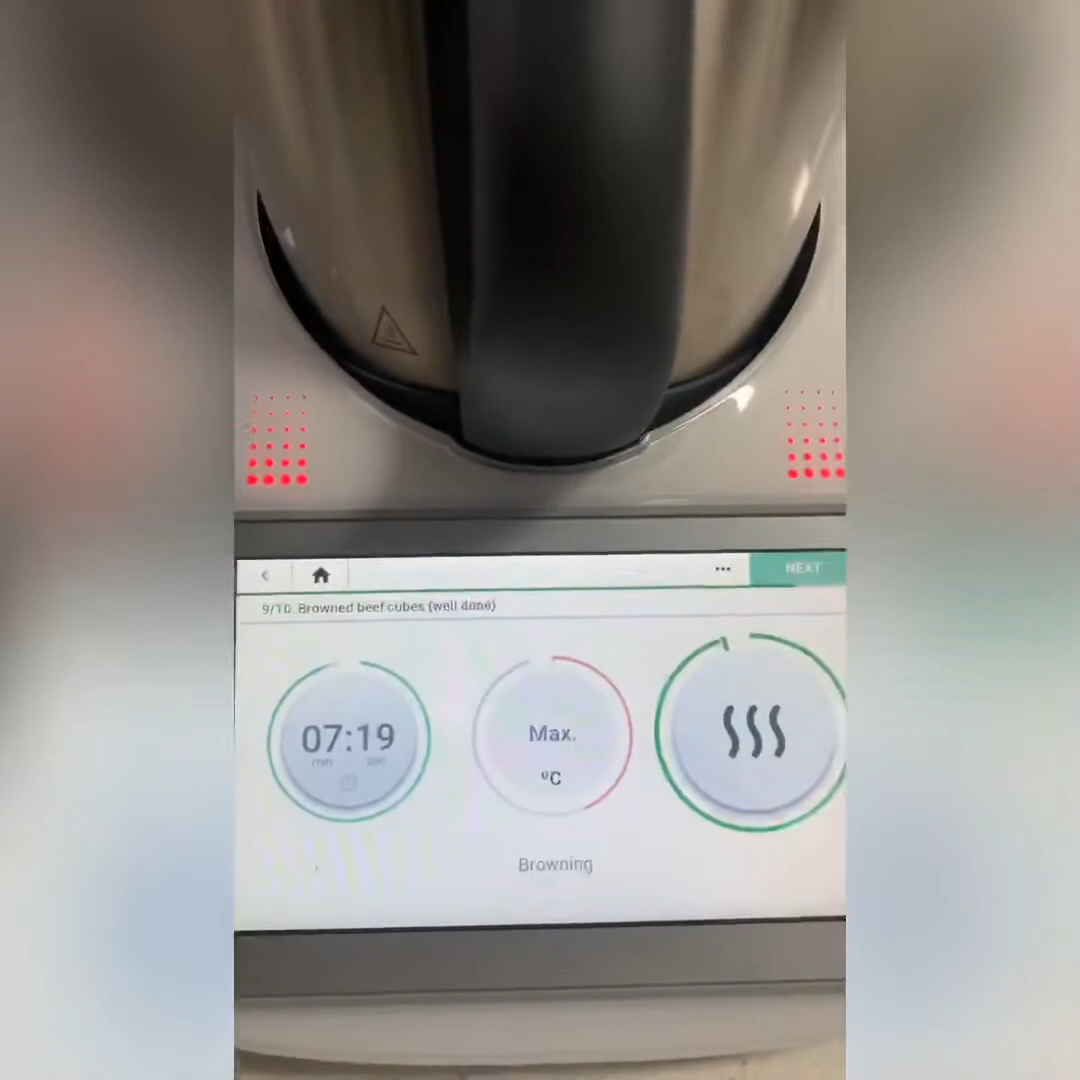 NEXT
9/10 Browned beef cubes (well done)
07:19
min sec
Max.
°C
Browning